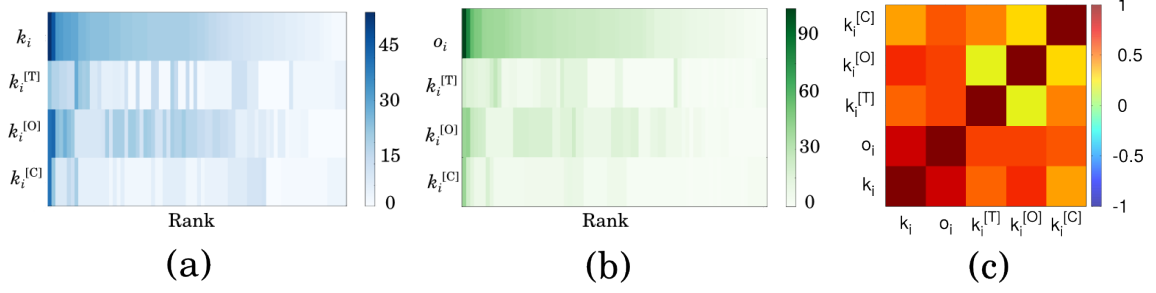 k_i
k_i^[T]
k_i^[O]
k_i^[C]
45
30
15
0
Rank
(a)
o_i
k_i^[T]
k_i^[O]
k_i^[C]
90
60
30
0
Rank
(b)
k_i^[C]
k_i^[O]
k_i^[T]
o_i
k_i
k_i o_i k_i^[T] k_i^[O] k_i^[C]
1
0.5
0
-0.5
-1
(c)